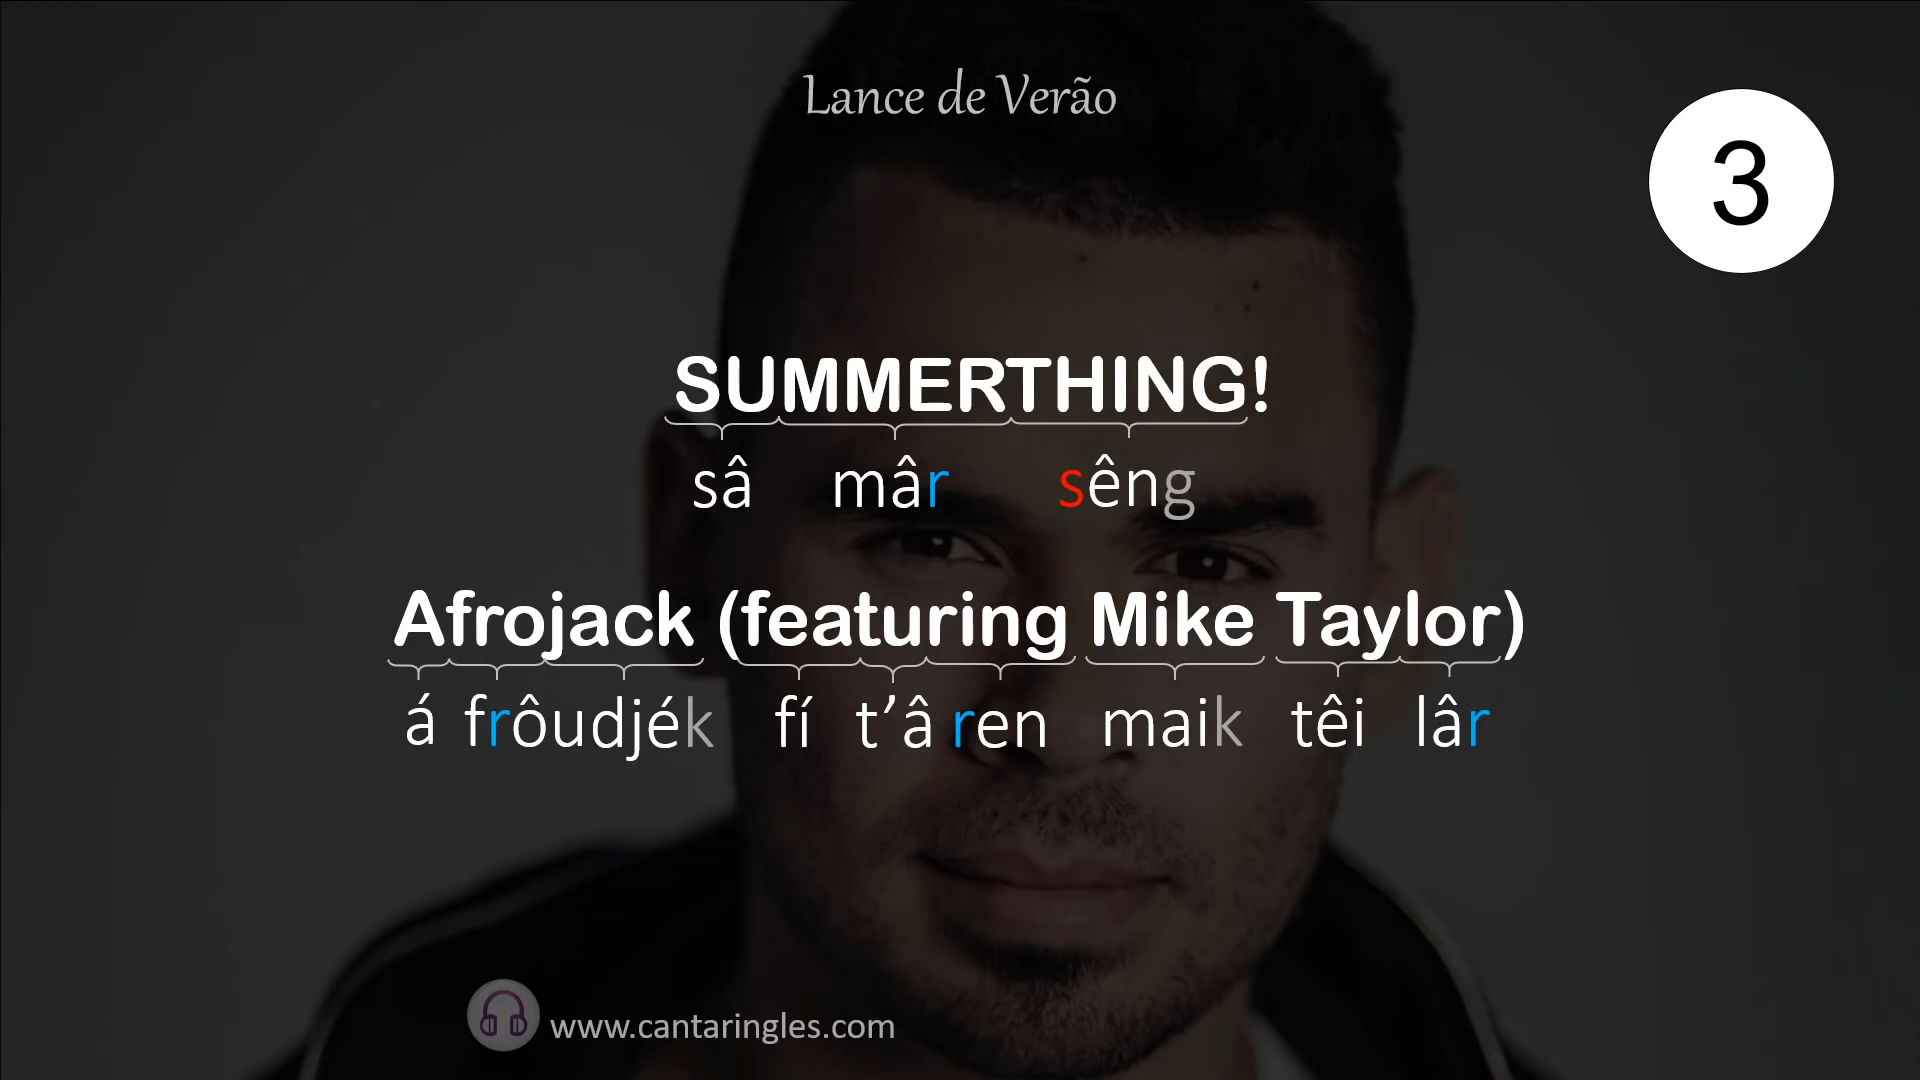 Lance de Verão
3
SUMMERTHING!
sâ mâr sêng
Afrojack (featuring Mike Taylor)
á frôudjék fí t’â ren maik têi lâr
www.cantaringles.com